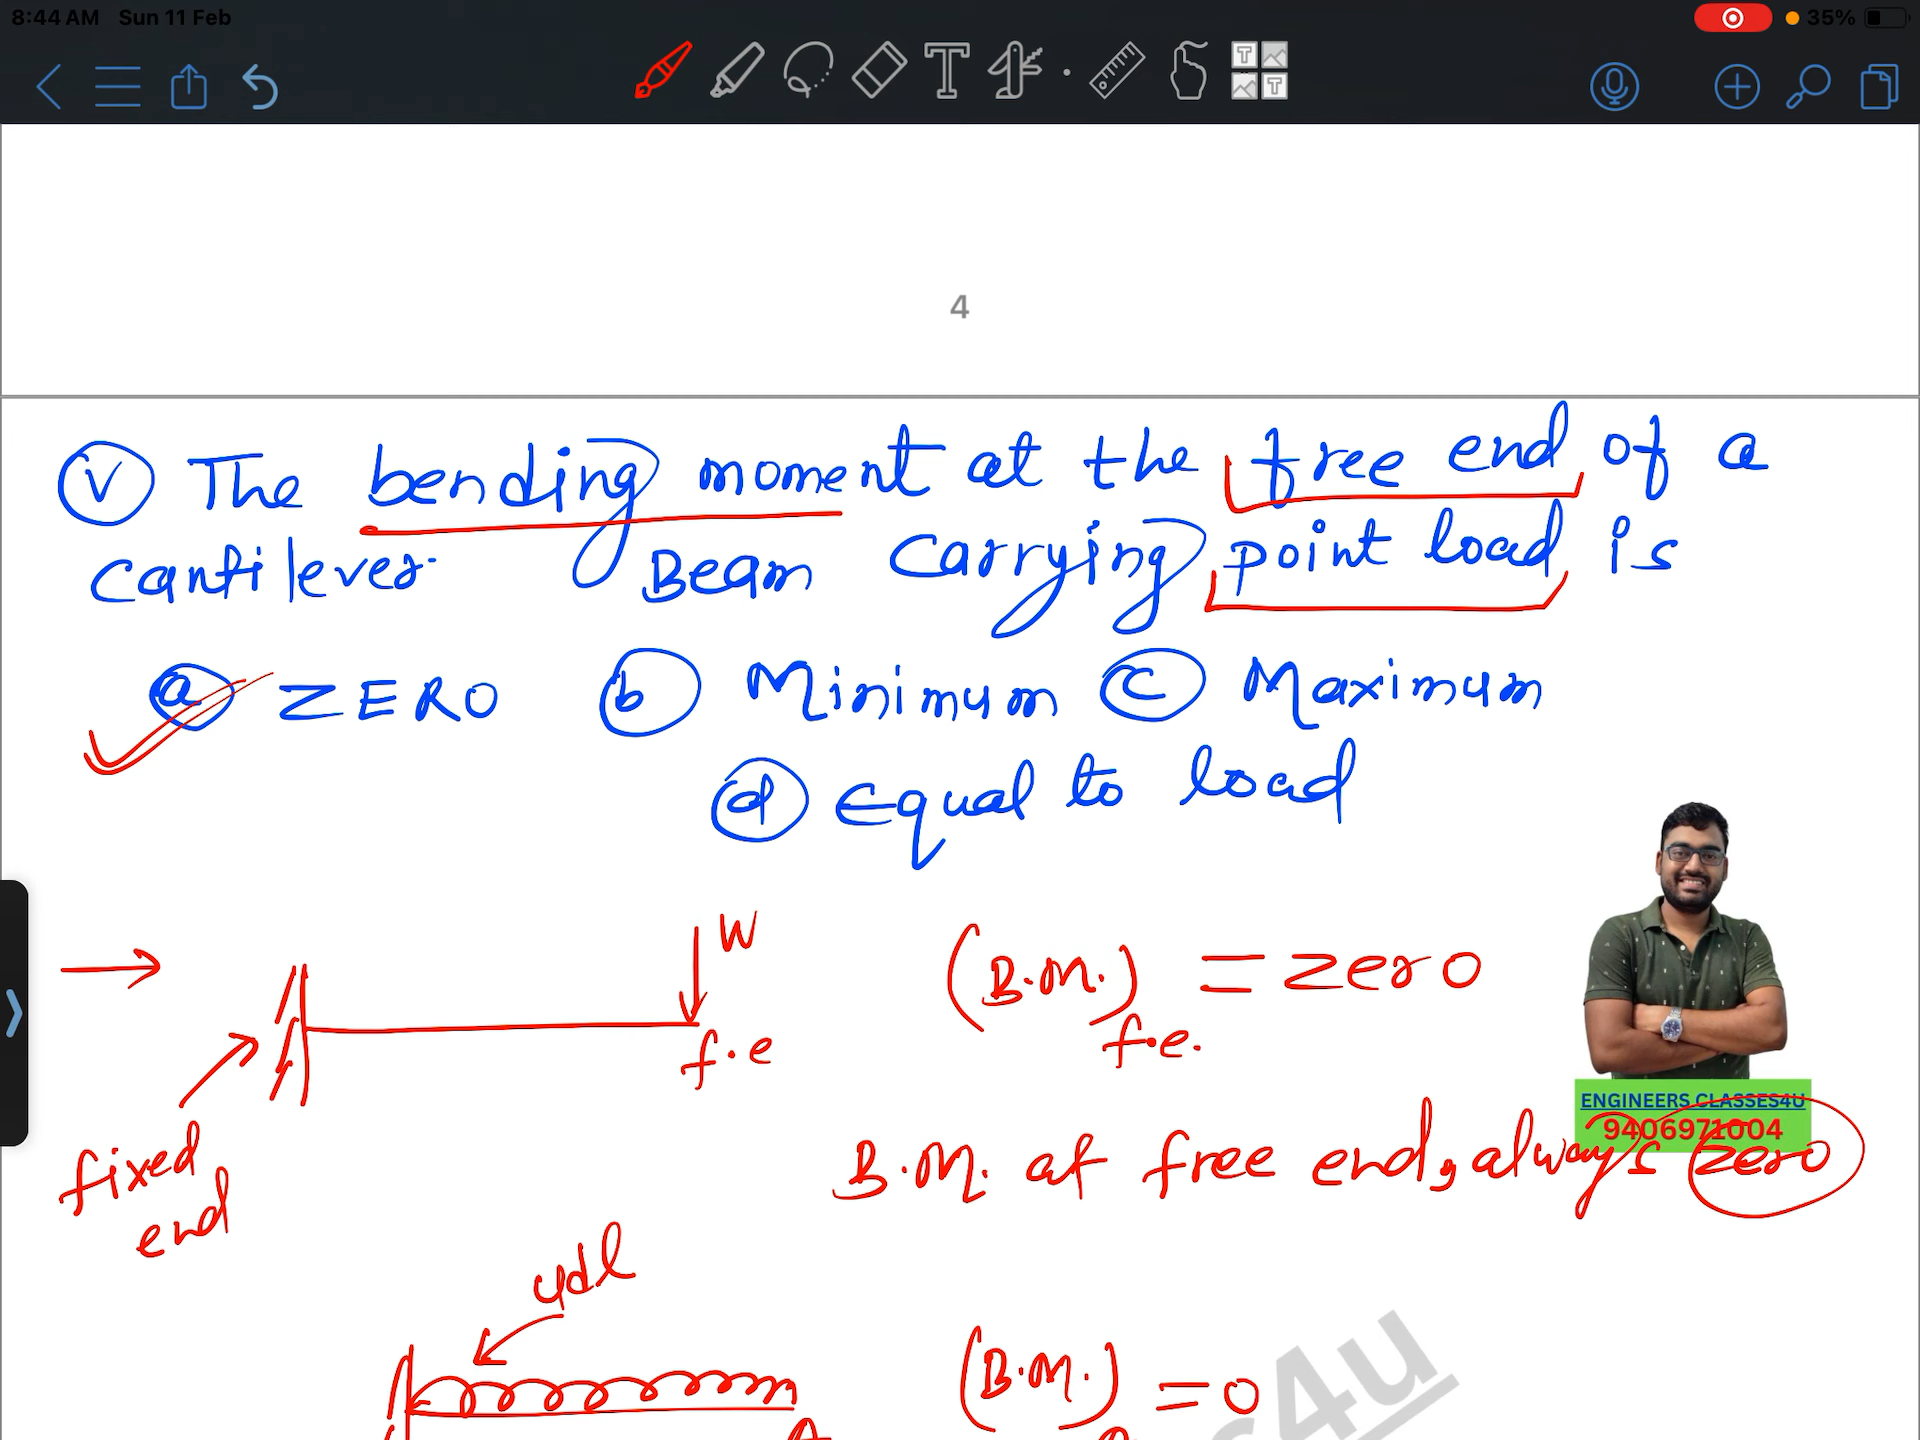 8:44 AM Sun 11 Feb
35%
4
(v) The bending moment at the free end of a
cantilever Beam carrying point load is
(a) ZERO (b) Minimum (c) Maximum
(d) Equal to load
W
(B.M.) = zero
f.e.
f.e
fixed
end
ENGINEERS CLASSES4U
9406971004
B.M. at free end, always zero
udl
(B.M.) = 0
s4u